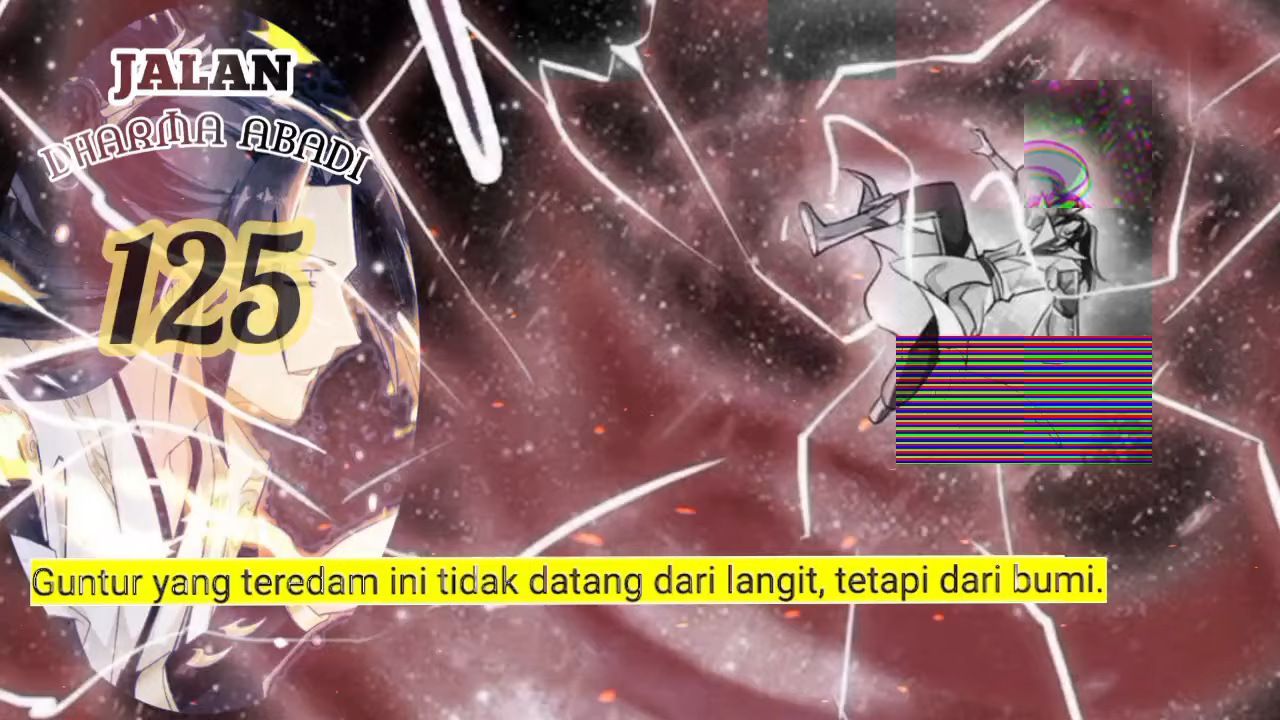 JALAN
DHARMA ABADI
125
Guntur yang teredam ini tidak datang dari langit, tetapi dari bumi.